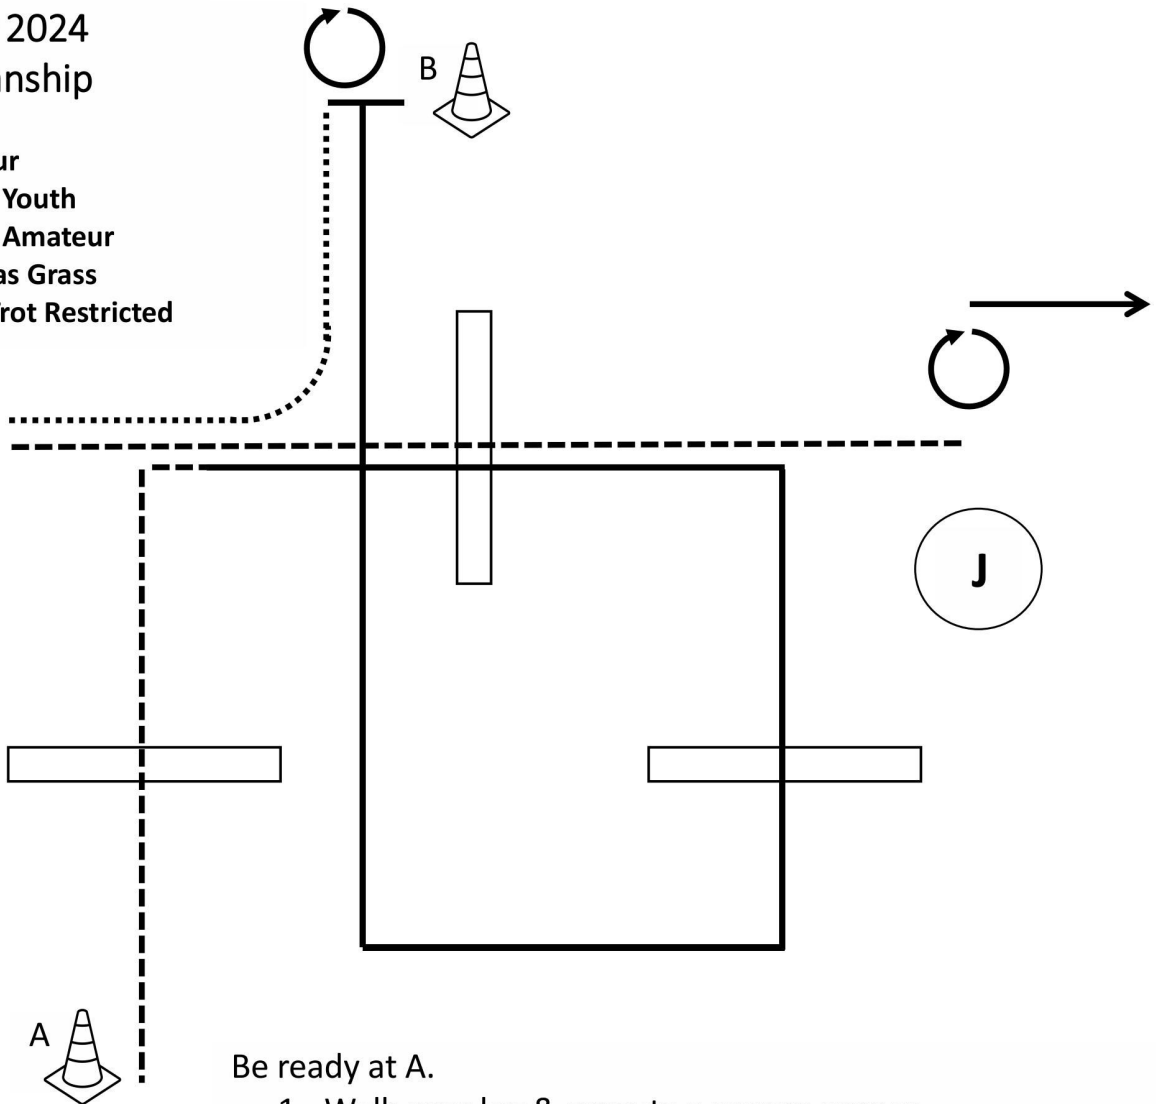 2024
nship
ur
Youth
Amateur
as Grass
rot Restricted
B
J
A
Be ready at A.